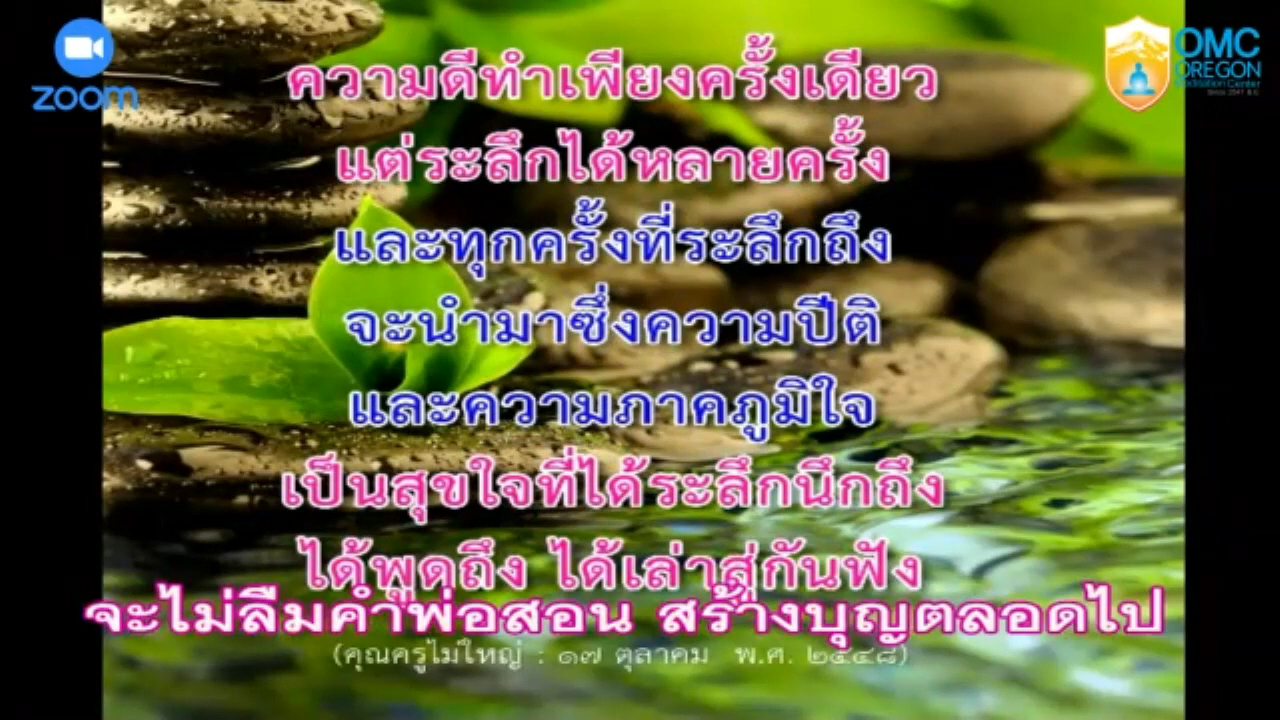 zoom
OMC
OREGON
Meditation Center
Since 2541 B.E.
ความดีทำเพียงครั้งเดียว
แต่ระลึกได้หลายครั้ง
และทุกครั้งที่ระลึกถึง
จะนำมาซึ่งความปีติ
และความภาคภูมิใจ
เป็นสุขใจที่ได้ระลึกนึกถึง
ได้พูดถึง ได้เล่าสู่กันฟัง
จะไม่ลืมคำพ่อสอน สร้างบุญตลอดไป
(คุณครูไม่ใหญ่ : ๑๗ ตุลาคม พ.ศ. ๒๕๔๘)